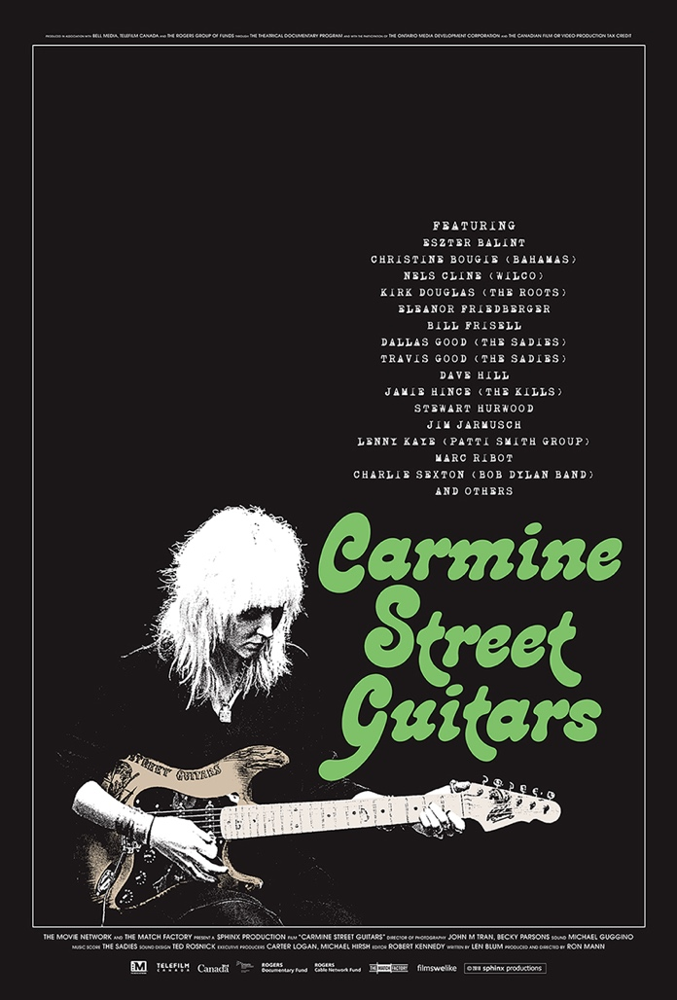 PRODUCED IN ASSOCIATION WITH BELL MEDIA, TELEFILM CANADA AND THE ROGERS GROUP OF FUNDS THROUGH THE THEATRICAL DOCUMENTARY PROGRAM AND WITH THE PARTICIPATION OF THE ONTARIO MEDIA DEVELOPMENT CORPORATION AND THE CANADIAN FILM OR VIDEO PRODUCTION TAX CREDIT
FEATURING
ESZTER BALINT
CHRISTINE BOUGIE (BAHAMAS)
NELS CLINE (WILCO)
KIRK DOUGLAS (THE ROOTS)
ELEANOR FRIEDBERGER
BILL FRISELL
DALLAS GOOD (THE SADIES)
TRAVIS GOOD (THE SADIES)
DAVE HILL
JAMIE HINCE (THE KILLS)
STEWART HURWOOD
JIM JARMUSCH
LENNY KAYE (PATTI SMITH GROUP)
MARC RIBOT
CHARLIE SEXTON (BOB DYLAN BAND)
AND OTHERS
Carmine
Street
Guitars
STREET GUITARS
THE MOVIE NETWORK AND THE MATCH FACTORY PRESENT A SPHINX PRODUCTION FILM "CARMINE STREET GUITARS" DIRECTOR OF PHOTOGRAPHY JOHN M TRAN, BECKY PARSONS SOUND MICHAEL GUGGINO
MUSIC SCORE THE SADIES SOUND DESIGN TED ROSNICK EXECUTIVE PRODUCERS CARTER LOGAN, MICHAEL HIRSH EDITOR ROBERT KENNEDY WRITTEN BY LEN BLUM PRODUCED AND DIRECTED BY RON MANN
M TELEFILM CANADA Canada ROGERS Documentary Fund ROGERS Cable Network Fund THE MATCH FACTORY filmswelike © 2018 sphinx productions